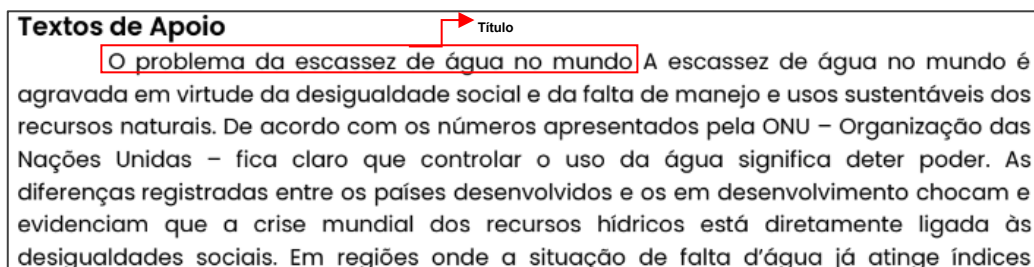 Textos de Apoio
Título
O problema da escassez de água no mundo A escassez de água no mundo é
agravada em virtude da desigualdade social e da falta de manejo e usos sustentáveis dos
recursos naturais. De acordo com os números apresentados pela ONU – Organização das
Nações Unidas – fica claro que controlar o uso da água significa deter poder. As
diferenças registradas entre os países desenvolvidos e os em desenvolvimento chocam e
evidenciam que a crise mundial dos recursos hídricos está diretamente ligada às
desigualdades sociais. Em regiões onde a situação de falta d'água já atinge índices